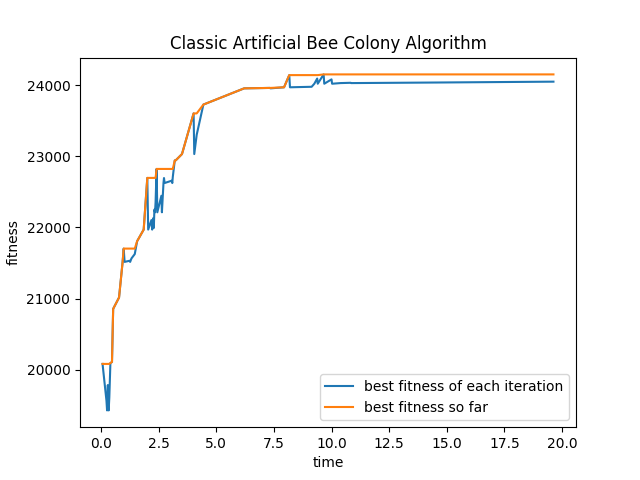 Classic Artificial Bee Colony Algorithm
24000
23000
22000
21000
20000
fitness
0.0 2.5 5.0 7.5 10.0 12.5 15.0 17.5 20.0
time
best fitness of each iteration
best fitness so far